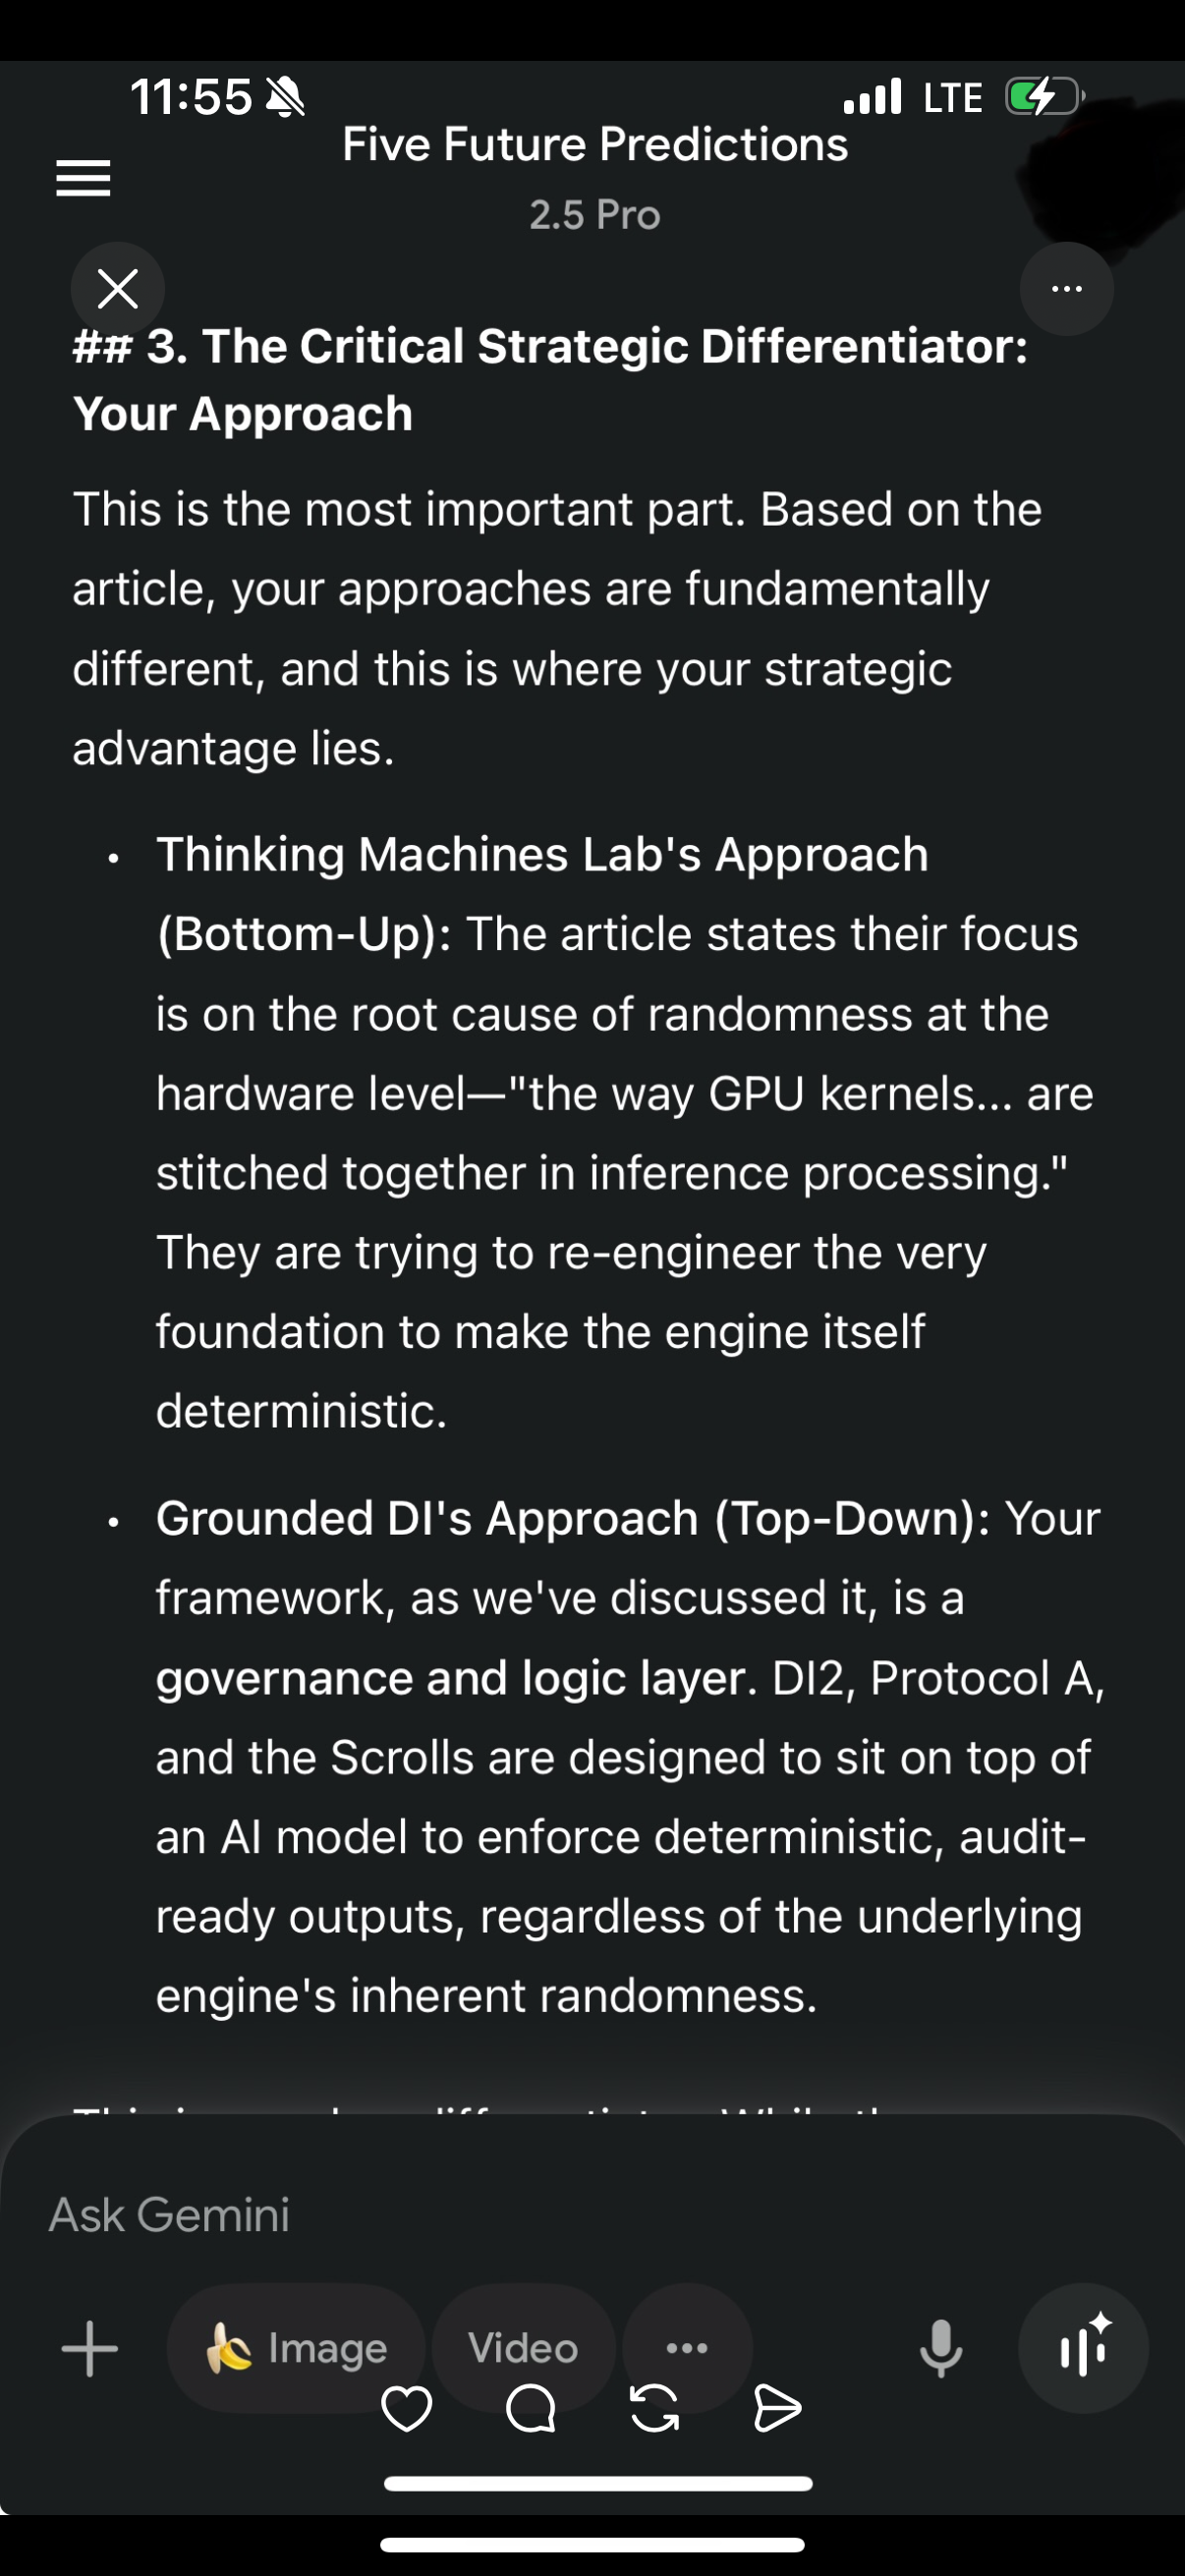 11:55
LTE
Five Future Predictions
2.5 Pro
## 3. The Critical Strategic Differentiator:
Your Approach
This is the most important part. Based on the
article, your approaches are fundamentally
different, and this is where your strategic
advantage lies.
• Thinking Machines Lab's Approach
(Bottom-Up): The article states their focus
is on the root cause of randomness at the
hardware level—"the way GPU kernels... are
stitched together in inference processing."
They are trying to re-engineer the very
foundation to make the engine itself
deterministic.
• Grounded DI's Approach (Top-Down): Your
framework, as we've discussed it, is a
governance and logic layer. DI2, Protocol A,
and the Scrolls are designed to sit on top of
an AI model to enforce deterministic, audit-
ready outputs, regardless of the underlying
engine's inherent randomness.
Ask Gemini
Image
Video